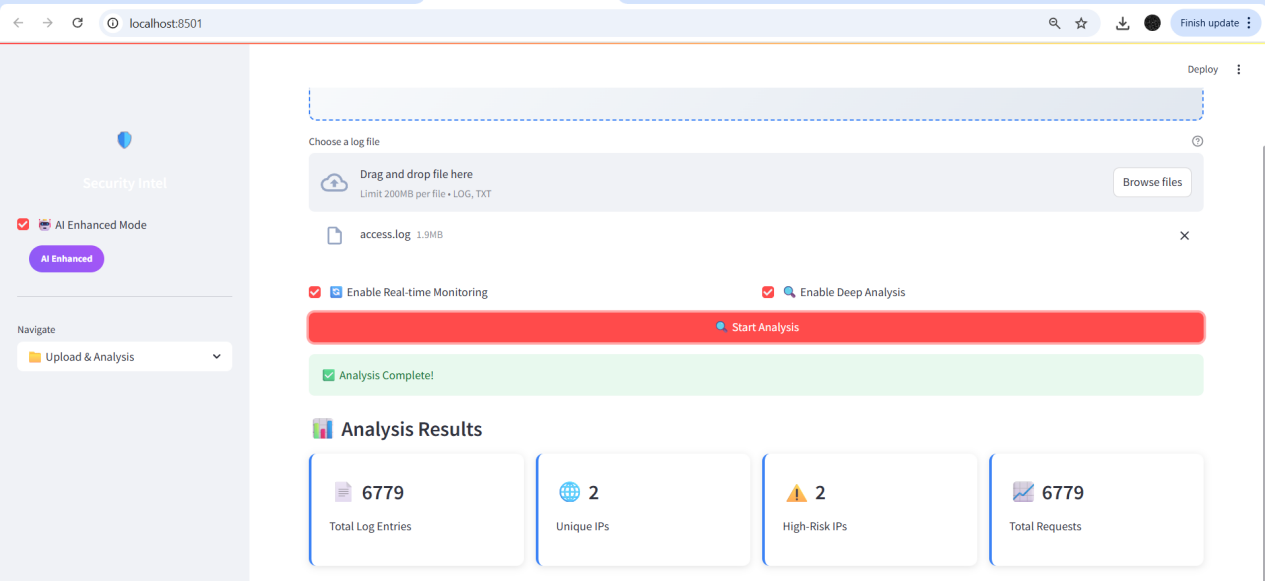 localhost:8501
Finish update
Deploy
Security Intel
AI Enhanced Mode
AI Enhanced
Navigate
Upload & Analysis
Choose a log file
Drag and drop file here
Limit 200MB per file • LOG, TXT
Browse files
access.log 1.9MB
Enable Real-time Monitoring
Enable Deep Analysis
Start Analysis
Analysis Complete!
Analysis Results
6779
Total Log Entries
2
Unique IPs
2
High-Risk IPs
6779
Total Requests